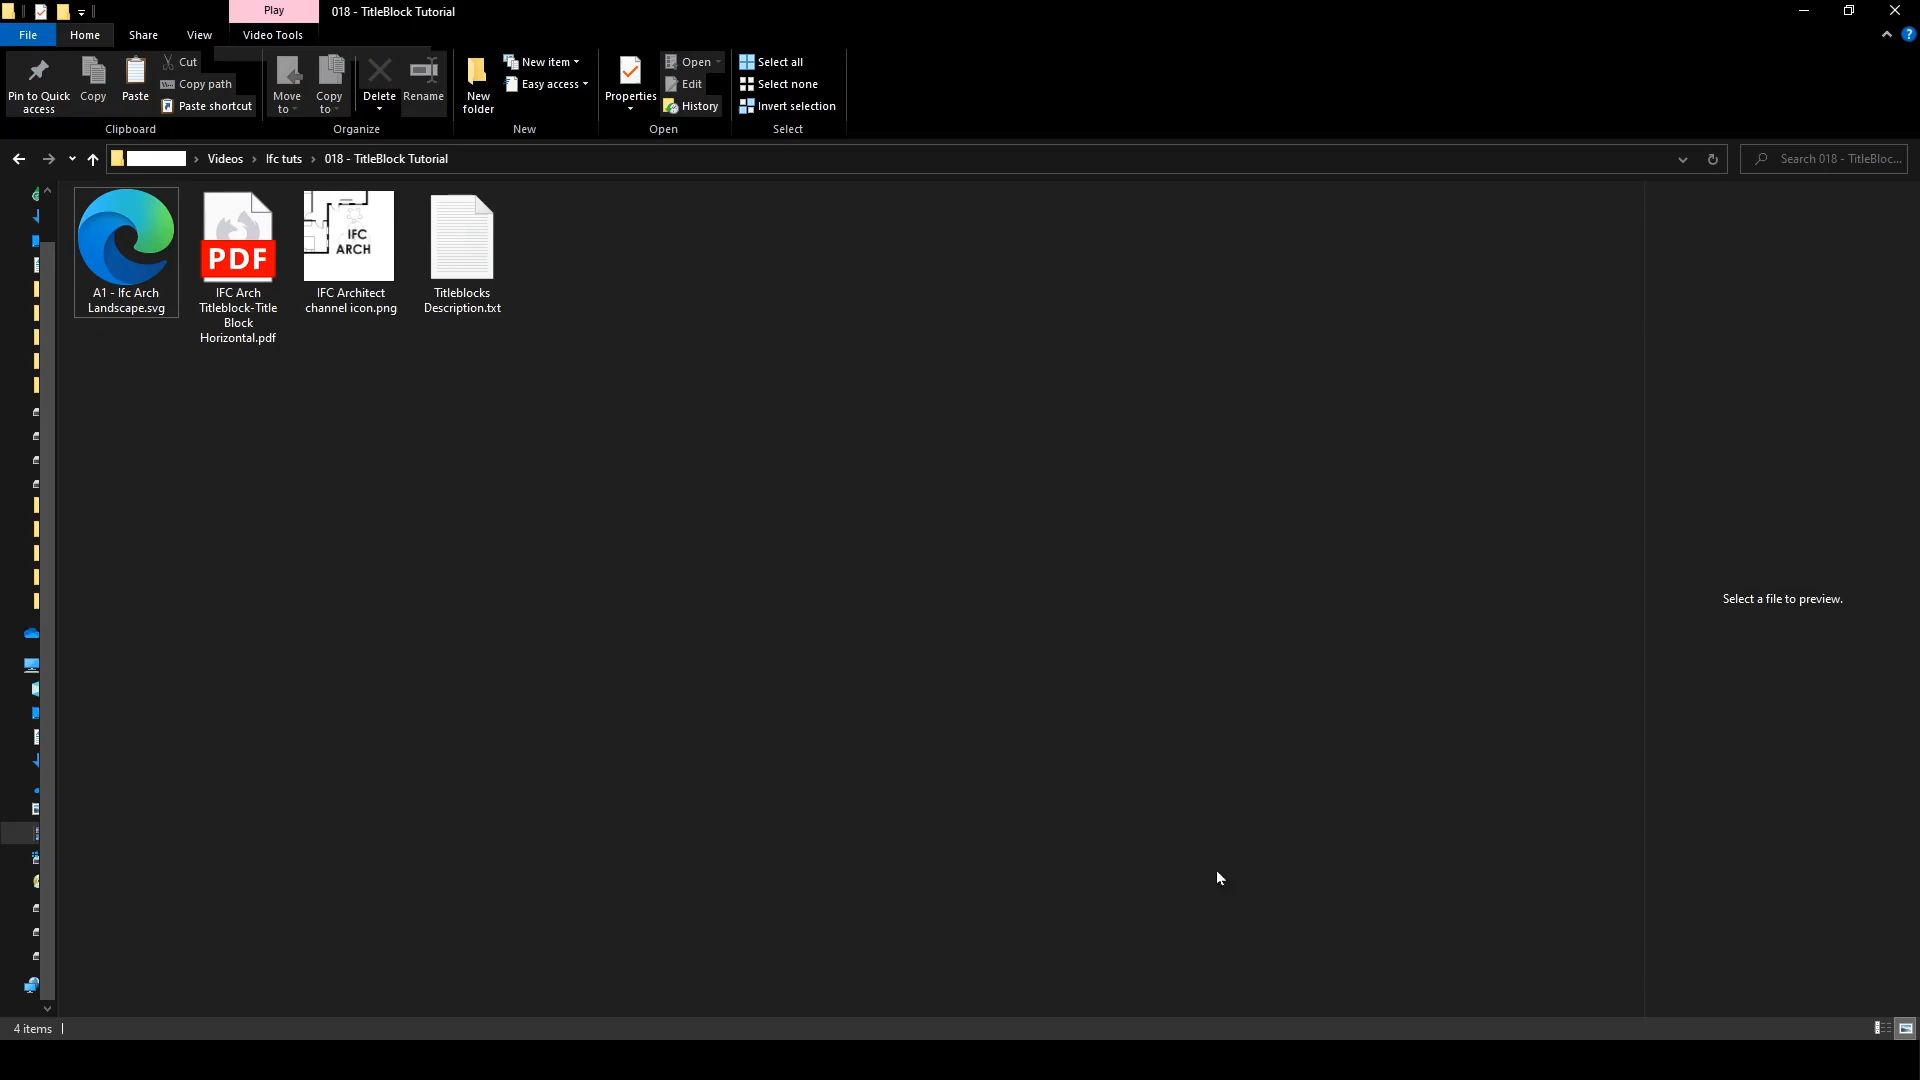 Play
018 - TitleBlock Tutorial
File
Home
Share
View
Video Tools
Pin to Quick
access
Copy
Paste
Cut
Copy path
Paste shortcut
Clipboard
Move
to
Copy
to
Delete
Rename
Organize
New
folder
New item
Easy access
New
Properties
Open
Edit
History
Open
Select all
Select none
Invert selection
Select
Videos
Ifc tuts
018 - TitleBlock Tutorial
Search 018 - TitleBloc...
A1 - Ifc Arch
Landscape.svg
PDF
IFC Arch
Titleblock-Title
Block
Horizontal.pdf
IFC
ARCH
IFC Architect
channel icon.png
Titleblocks
Description.txt
Select a file to preview.
4 items